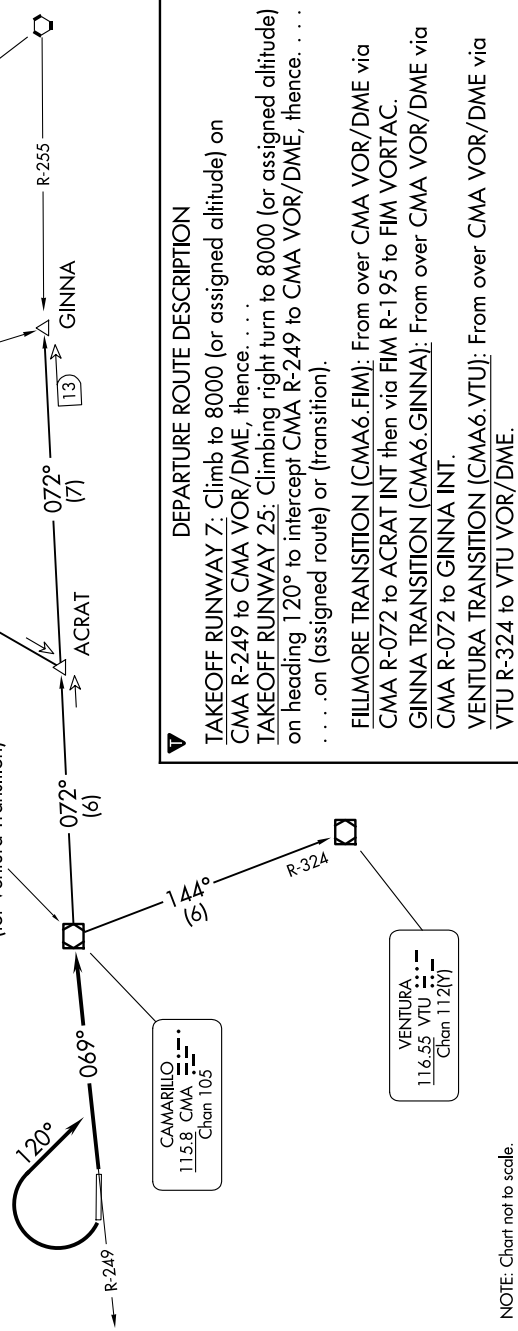 (for Ventura Transition)
R-255
GINNA
13
072°
(7)
ACRAT
072°
(6)
069°
120°
R-249
144°
(6)
R-324
CAMARILLO
115.8 CMA
Chan 105
VENTURA
116.55 VTU
Chan 112(Y)
NOTE: Chart not to scale.
T
DEPARTURE ROUTE DESCRIPTION
TAKEOFF RUNWAY 7: Climb to 8000 (or assigned altitude) on
CMA R-249 to CMA VOR/DME, thence. . . .
TAKEOFF RUNWAY 25: Climbing right turn to 8000 (or assigned altitude)
on heading 120° to intercept CMA R-249 to CMA VOR/DME, thence. . . .
. . . .on (assigned route) or (transition).
FILLMORE TRANSITION (CMA6.FIM): From over CMA VOR/DME via
CMA R-072 to ACRAT INT then via FIM R-195 to FIM VORTAC.
GINNA TRANSITION (CMA6.GINNA): From over CMA VOR/DME via
CMA R-072 to GINNA INT.
VENTURA TRANSITION (CMA6.VTU): From over CMA VOR/DME via
VTU R-324 to VTU VOR/DME.